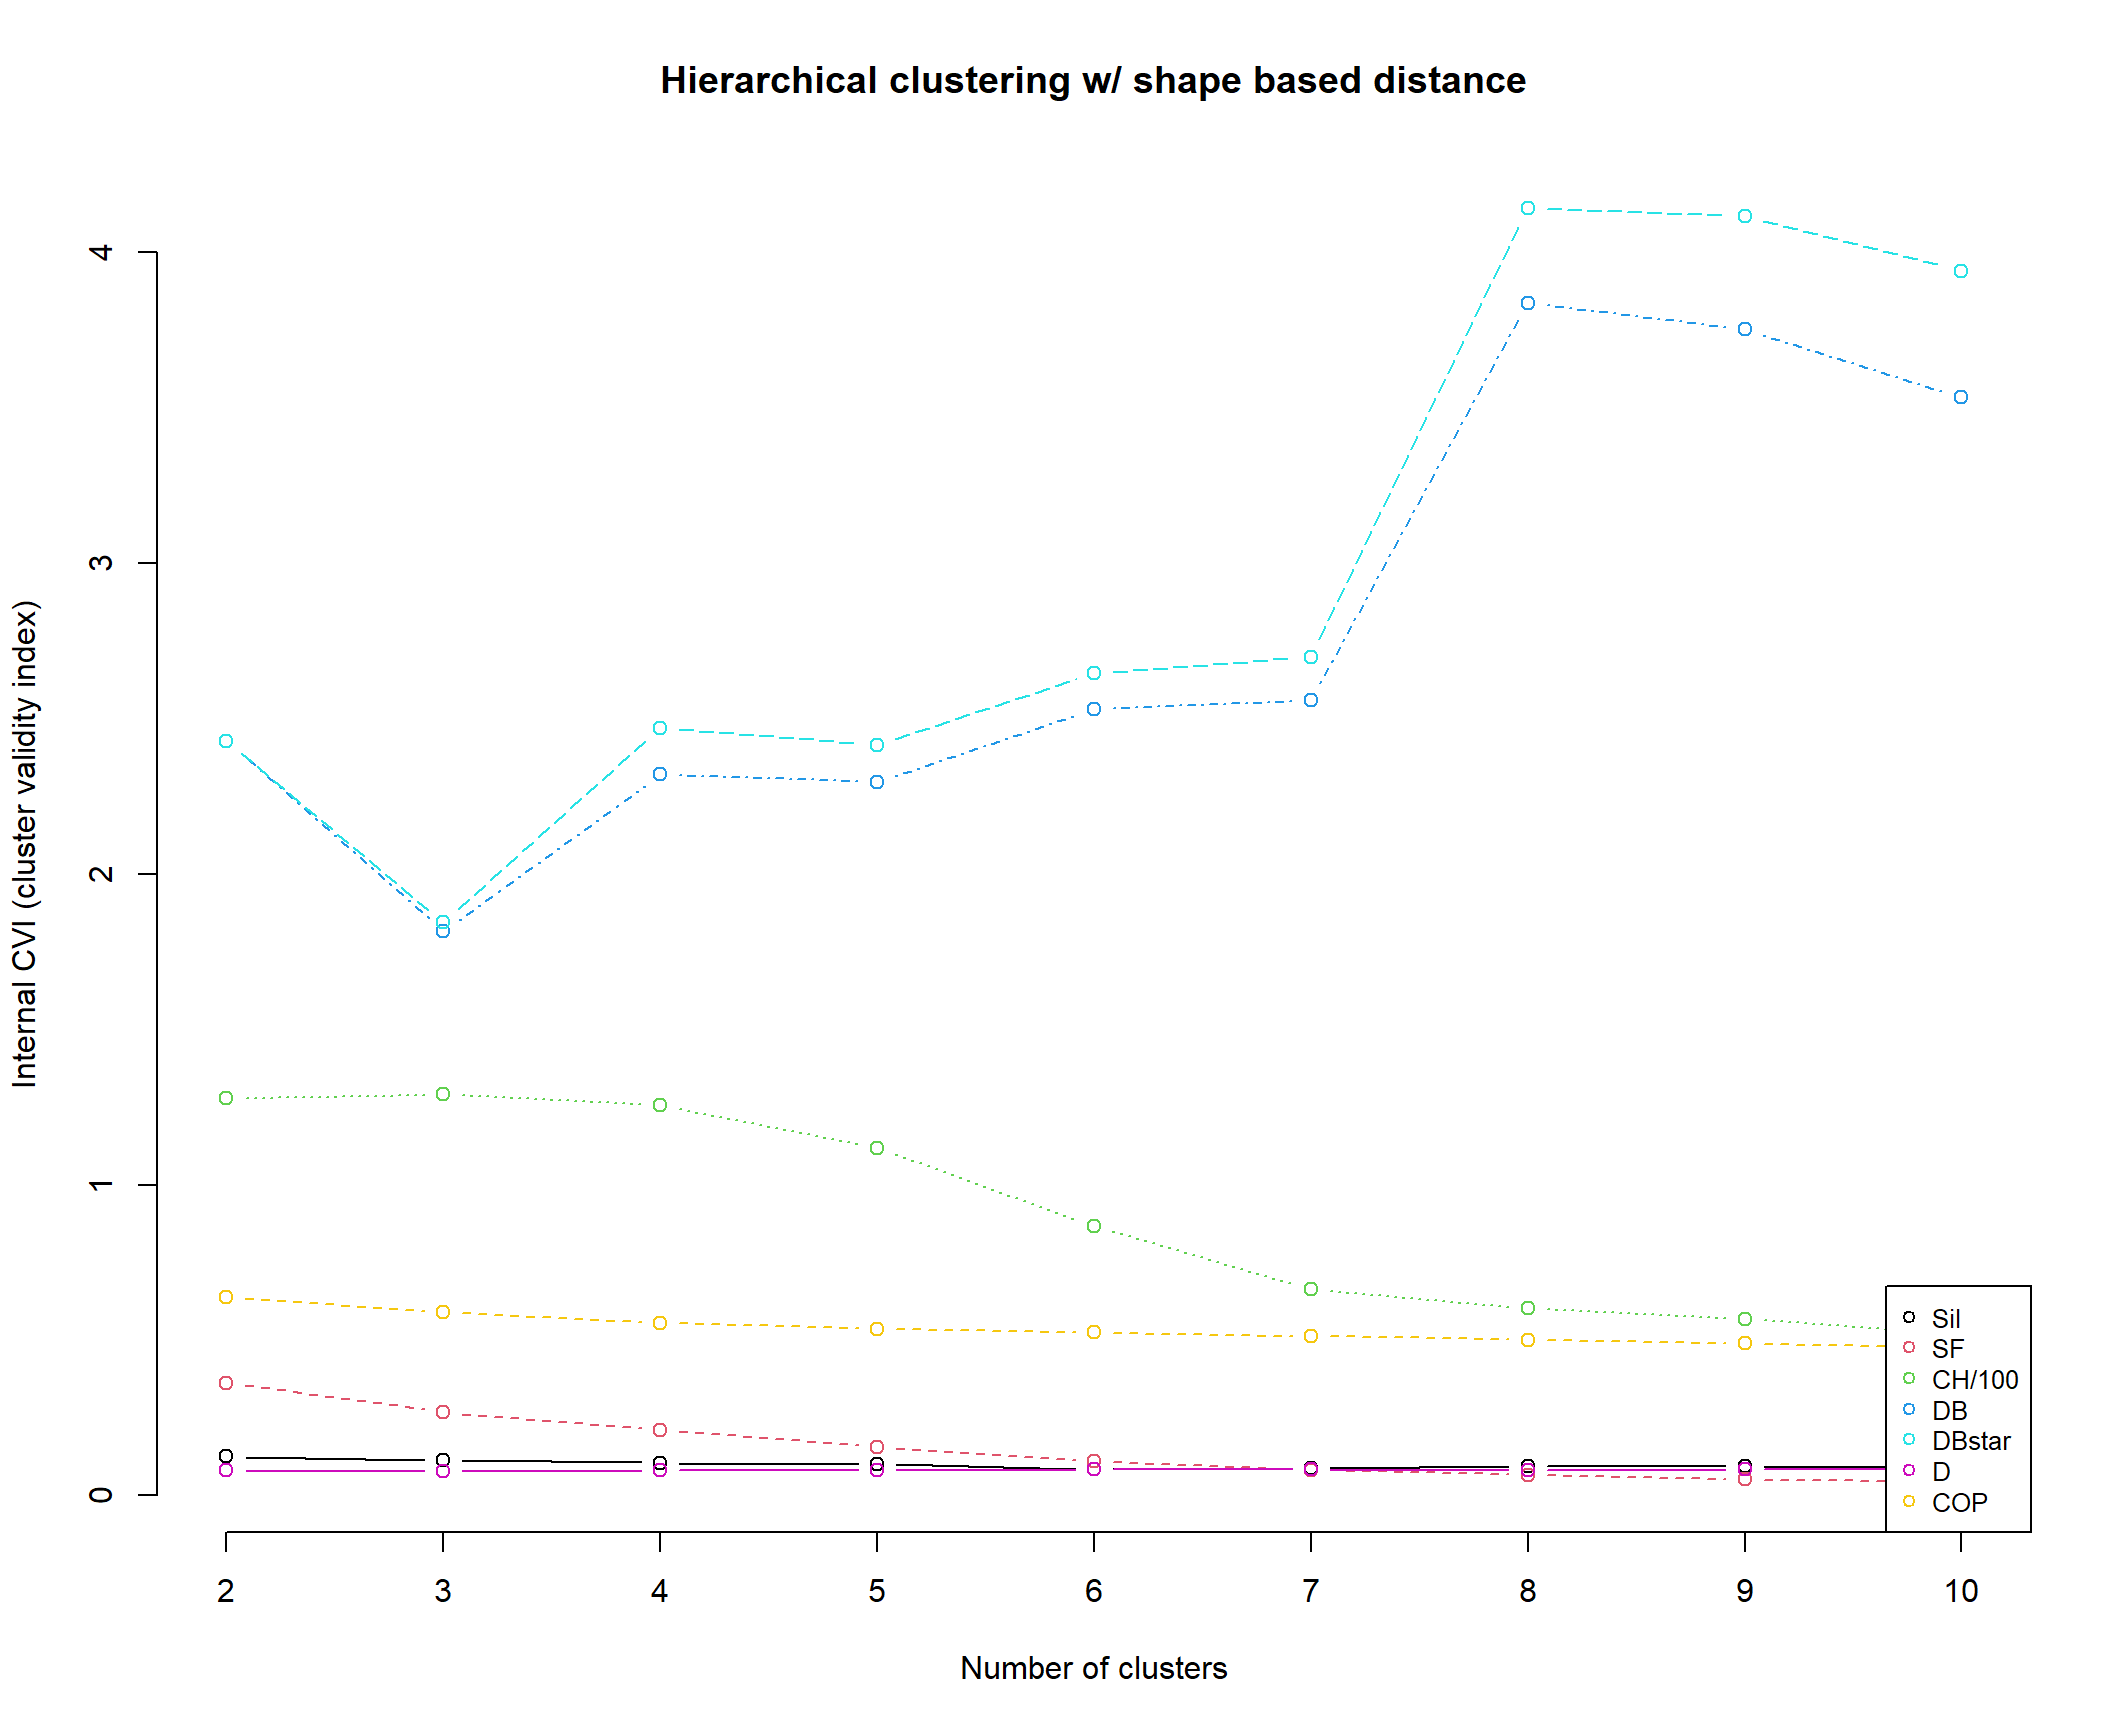 Hierarchical clustering w/ shape based distance
Internal CVI (cluster validity index)
4
3
2
1
0
Sil
SF
CH/100
DB
DBstar
D
COP
2 3 4 5 6 7 8 9 10
Number of clusters